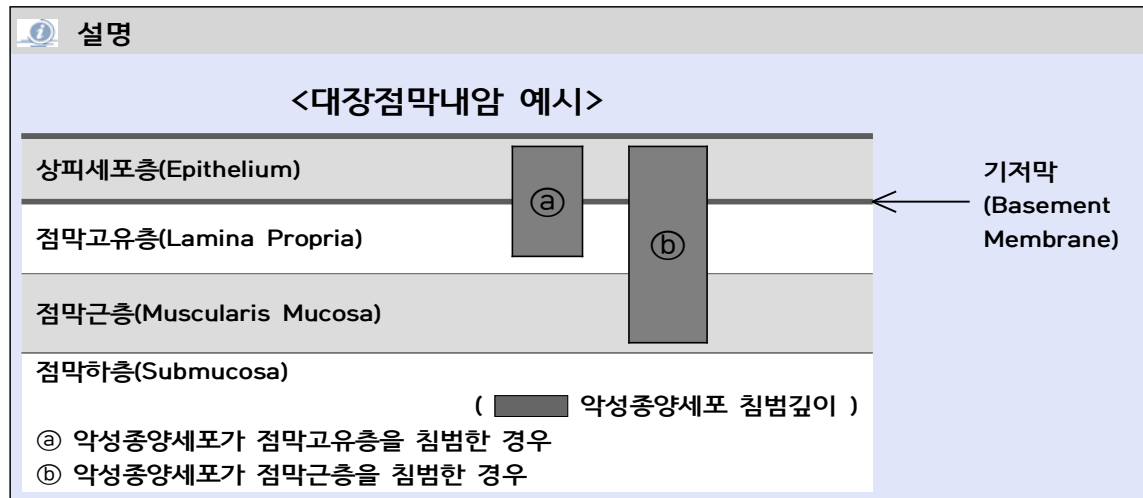 설명
<대장점막내암 예시>
상피세포층(Epithelium)
ⓐ
기저막
(Basement
Membrane)
점막고유층(Lamina Propria)
ⓑ
점막근층(Muscularis Mucosa)
점막하층(Submucosa)
( 악성종양세포 침범깊이 )
ⓐ 악성종양세포가 점막고유층을 침범한 경우
ⓑ 악성종양세포가 점막근층을 침범한 경우